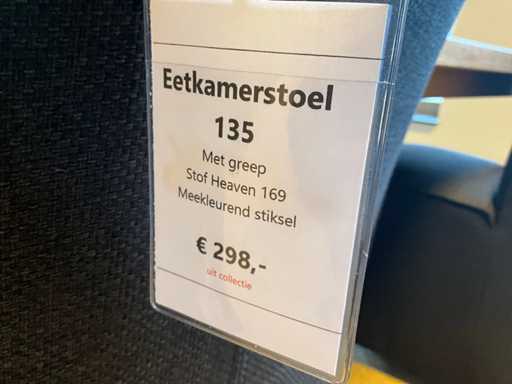 Eetkamerstoel
135
Met greep
Stof Heaven 169
Meekleurend stiksel
€ 298,-
uit collectie